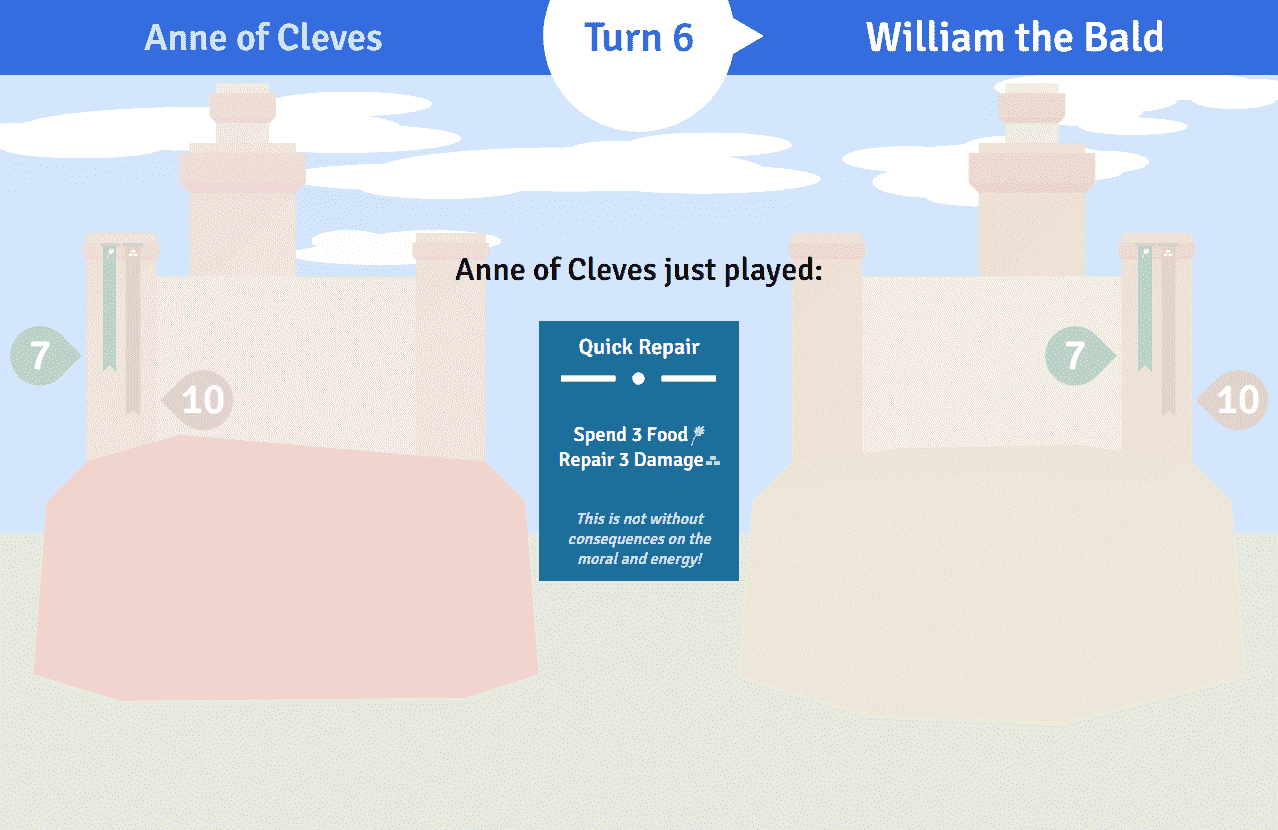 Anne of Cleves
Turn 6
William the Bald
Anne of Cleves just played:
7
10
7
10
Quick Repair
Spend 3 Food
Repair 3 Damage
This is not without
consequences on the
moral and energy!